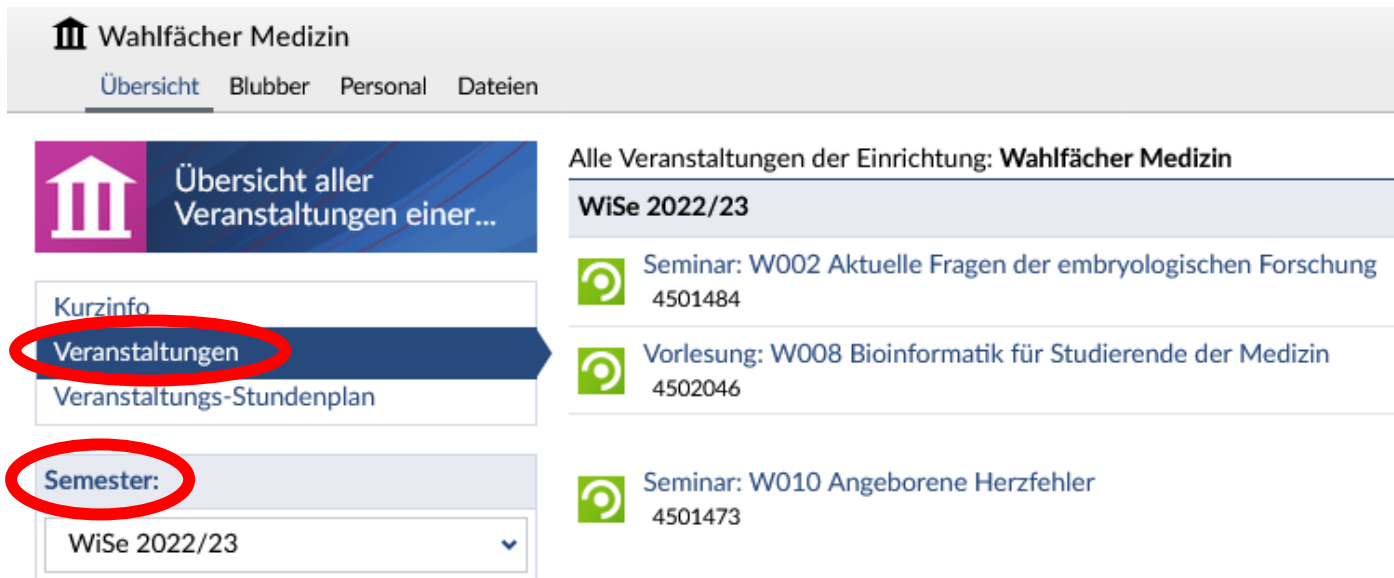 Wahlfächer Medizin
Übersicht Blubber Personal Dateien
Übersicht aller
Veranstaltungen einer...
Kurzinfo
Veranstaltungen
Veranstaltungs-Stundenplan
Semester:
WiSe 2022/23
Alle Veranstaltungen der Einrichtung: Wahlfächer Medizin
WiSe 2022/23
Seminar: W002 Aktuelle Fragen der embryologischen Forschung
4501484
Vorlesung: W008 Bioinformatik für Studierende der Medizin
4502046
Seminar: W010 Angeborene Herzfehler
4501473